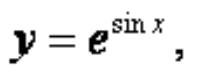 y = e^{sin x},